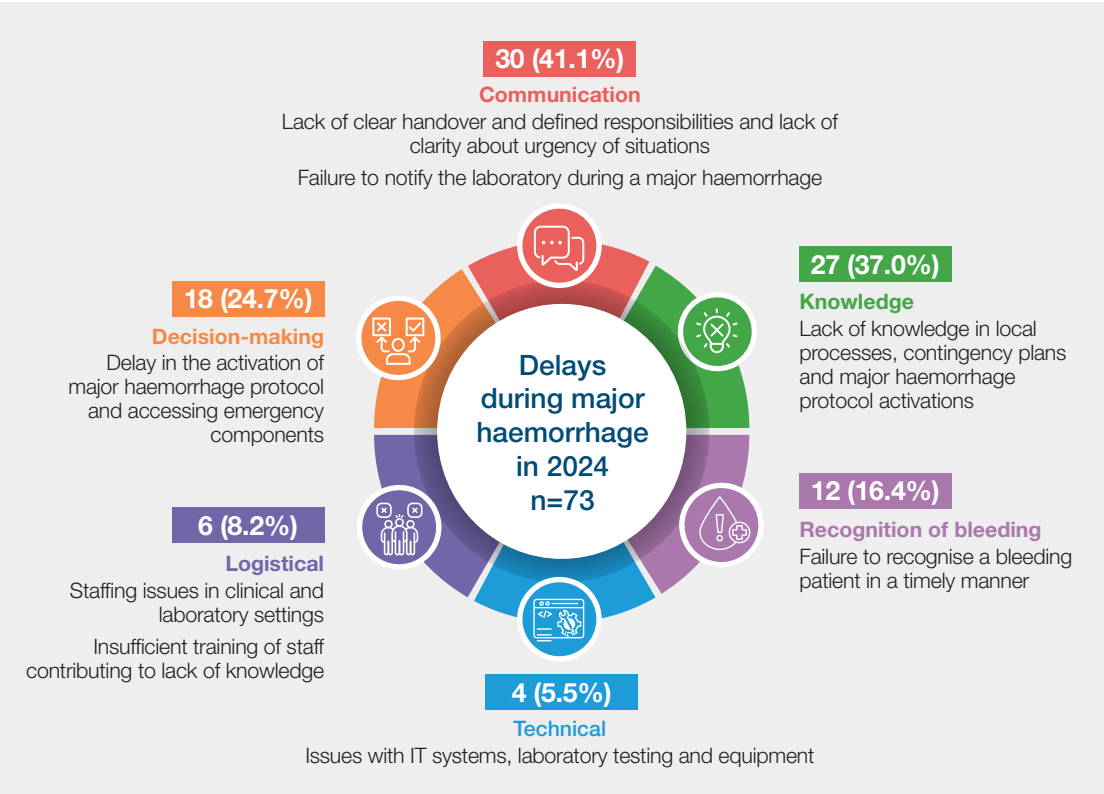 30 (41.1%)
Communication
Lack of clear handover and defined responsibilities and lack of
clarity about urgency of situations
Failure to notify the laboratory during a major haemorrhage
27 (37.0%)
Knowledge
Lack of knowledge in local
processes, contingency plans
and major haemorrhage
protocol activations
12 (16.4%)
Recognition of bleeding
Failure to recognise a bleeding
patient in a timely manner
4 (5.5%)
Technical
Issues with IT systems, laboratory testing and equipment
6 (8.2%)
Logistical
Staffing issues in clinical and
laboratory settings
Insufficient training of staff
contributing to lack of knowledge
18 (24.7%)
Decision-making
Delay in the activation of
major haemorrhage protocol
and accessing emergency
components
Delays
during major
haemorrhage
in 2024
n=73